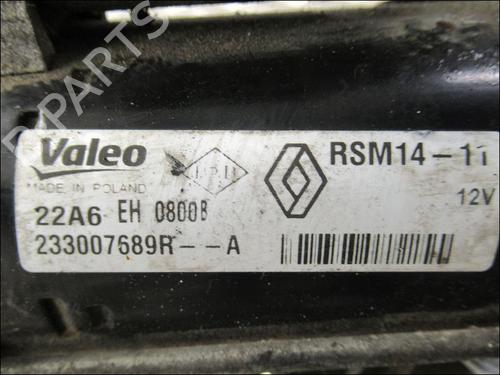 Valeo
RSM14-11
MADE IN POLAND
12V
22A6 EH 0800B
233007689R--A